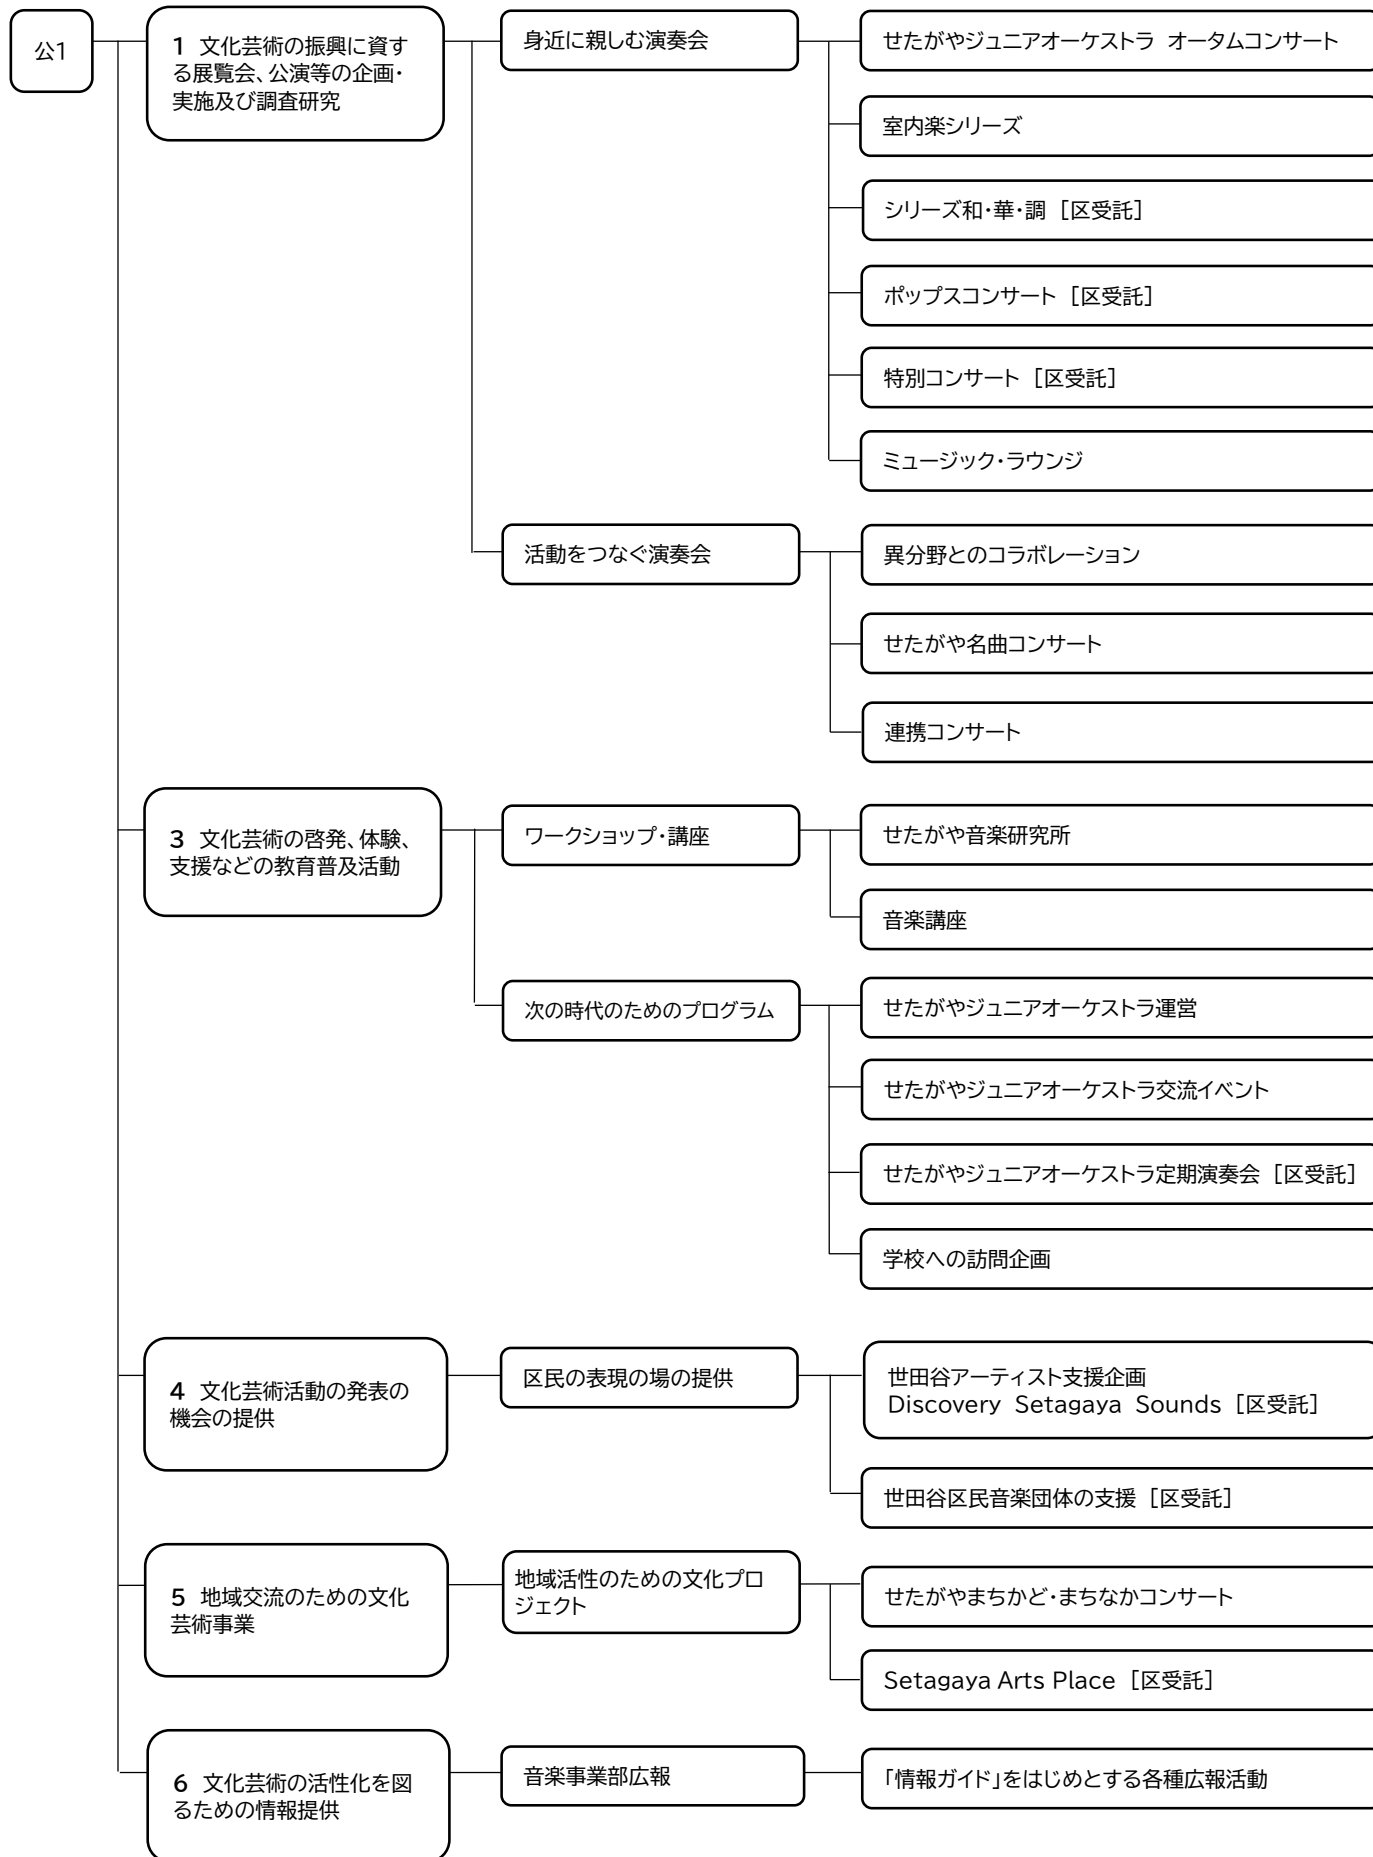 公1
1 文化芸術の振興に資す
る展覧会、公演等の企画・
実施及び調査研究
身近に親しむ演奏会
せたがやジュニアオーケストラ オータムコンサート
室内楽シリーズ
シリーズ和・華・調 [区受託]
ポップスコンサート [区受託]
特別コンサート [区受託]
ミュージック・ラウンジ
活動をつなぐ演奏会
異分野とのコラボレーション
せたがや名曲コンサート
連携コンサート
3 文化芸術の啓発、体験、
支援などの教育普及活動
ワークショップ・講座
せたがや音楽研究所
音楽講座
次の時代のためのプログラム
せたがやジュニアオーケストラ運営
せたがやジュニアオーケストラ交流イベント
せたがやジュニアオーケストラ定期演奏会 [区受託]
学校への訪問企画
4 文化芸術活動の発表の
機会の提供
区民の表現の場の提供
世田谷アーティスト支援企画
Discovery Setagaya Sounds [区受託]
世田谷区民音楽団体の支援 [区受託]
5 地域交流のための文化
芸術事業
地域活性のための文化プロ
ジェクト
せたがやまちかど・まちなかコンサート
Setagaya Arts Place [区受託]
6 文化芸術の活性化を図
るための情報提供
音楽事業部広報
「情報ガイド」をはじめとする各種広報活動